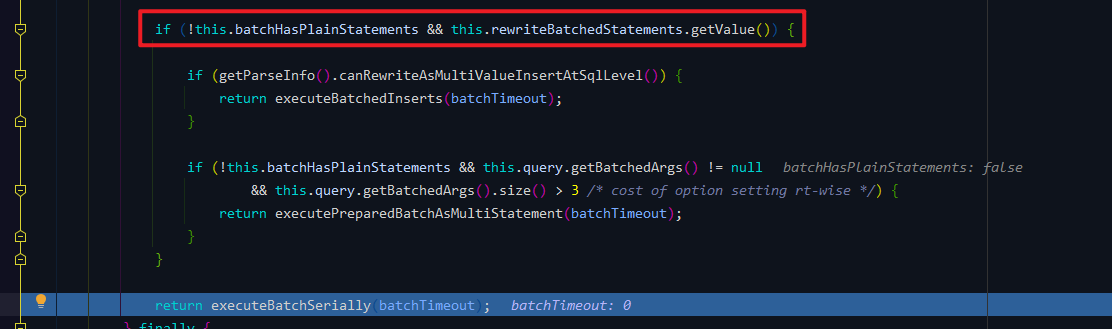 if (!this.batchHasPlainStatements && this.rewriteBatchedStatements.getValue()) {
if (getParseInfo().canRewriteAsMultiValueInsertAtSqlLevel()) {
return executeBatchedInserts(batchTimeout);
}
if (!this.batchHasPlainStatements && this.query.getBatchedArgs() != null batchHasPlainStatements: false
&& this.query.getBatchedArgs().size() > 3 /* cost of option setting rt-wise */) {
return executePreparedBatchAsMultiStatement(batchTimeout);
}
}
return executeBatchSerially(batchTimeout); batchTimeout: 0
} finally {